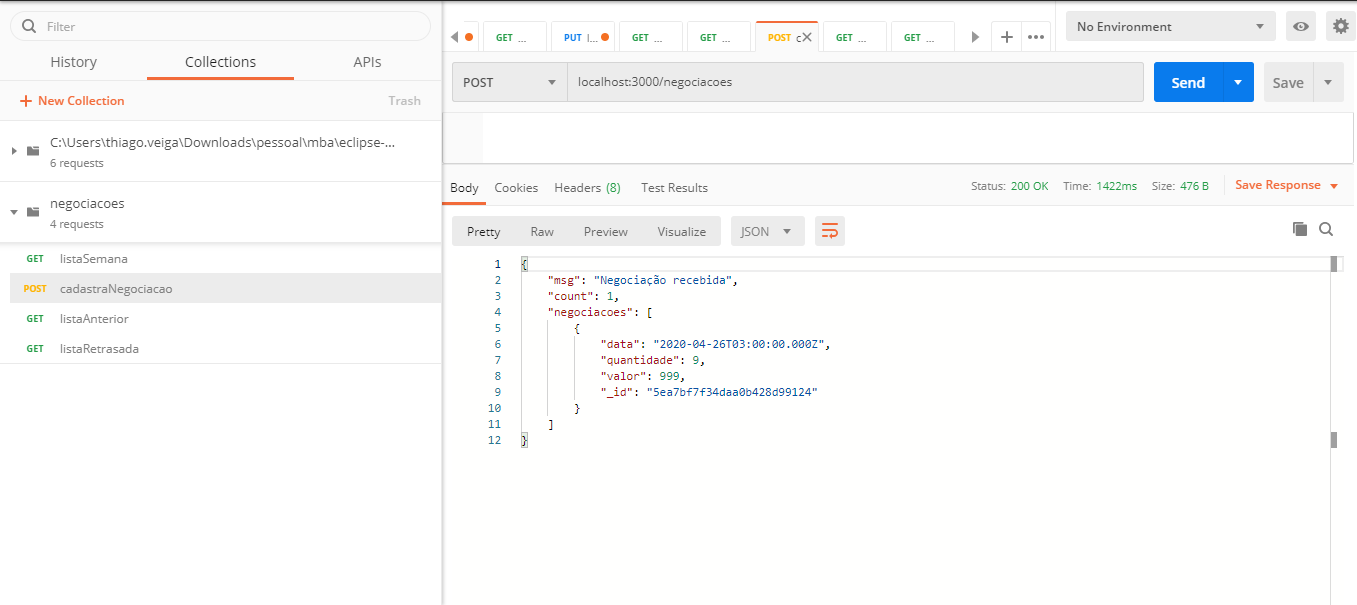 Filter
History Collections APIs
+ New Collection Trash
C:\Users\thiago.veiga\Downloads\pessoal\mba\eclipse-...
6 requests
negociacoes
4 requests
GET listaSemana
POST cadastraNegociacao
GET listaAnterior
GET listaRetrasada
GET ... PUT l... GET ... GET ... POST c GET ... GET ...
No Environment
POST localhost:3000/negociacoes Send Save
Body Cookies Headers (8) Test Results Status: 200 OK Time: 1422ms Size: 476 B Save Response
Pretty Raw Preview Visualize JSON
1 {
2 "msg": "Negociação recebida",
3 "count": 1,
4 "negociacoes": [
5 {
6 "data": "2020-04-26T03:00:00.000Z",
7 "quantidade": 9,
8 "valor": 999,
9 "_id": "5ea7bf7f34daa0b428d99124"
10 }
11 ]
12 }